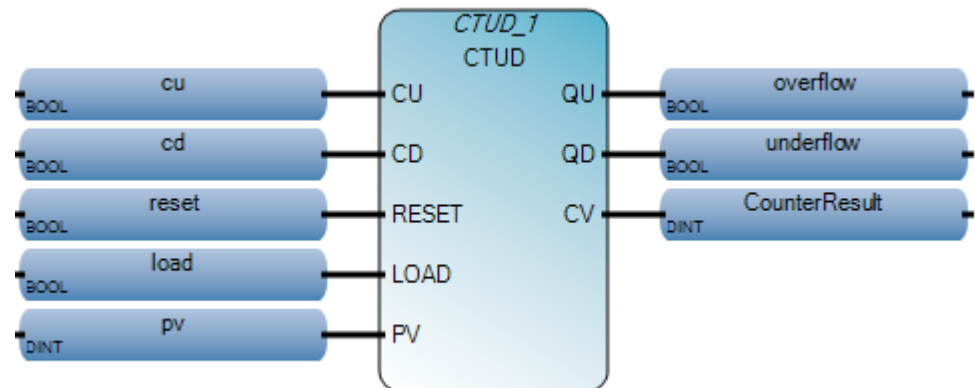 CTUD_1
CTUD
cu
BOOL
CU
QU
overflow
BOOL
cd
BOOL
CD
QD
underflow
BOOL
reset
BOOL
RESET
CV
CounterResult
DINT
load
BOOL
LOAD
pv
DINT
PV